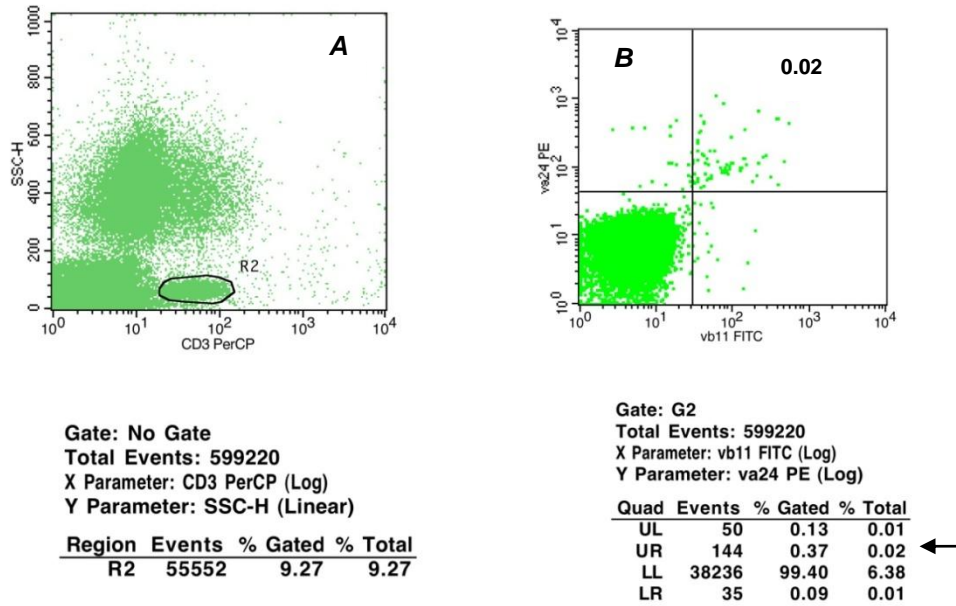 A
1000
800
600
400
200
0
SSC-H
R2
10^0 10^1 10^2 10^3 10^4
CD3 PerCP
Gate: No Gate
Total Events: 599220
X Parameter: CD3 PerCP (Log)
Y Parameter: SSC-H (Linear)
Region Events % Gated % Total
R2 55552 9.27 9.27
B
0.02
10^4
10^3
10^2
10^1
10^0
va24 PE
10^0 10^1 10^2 10^3 10^4
vb11 FITC
Gate: G2
Total Events: 599220
X Parameter: vb11 FITC (Log)
Y Parameter: va24 PE (Log)
Quad Events % Gated % Total
UL 50 0.13 0.01
UR 144 0.37 0.02
LL 38236 99.40 6.38
LR 35 0.09 0.01